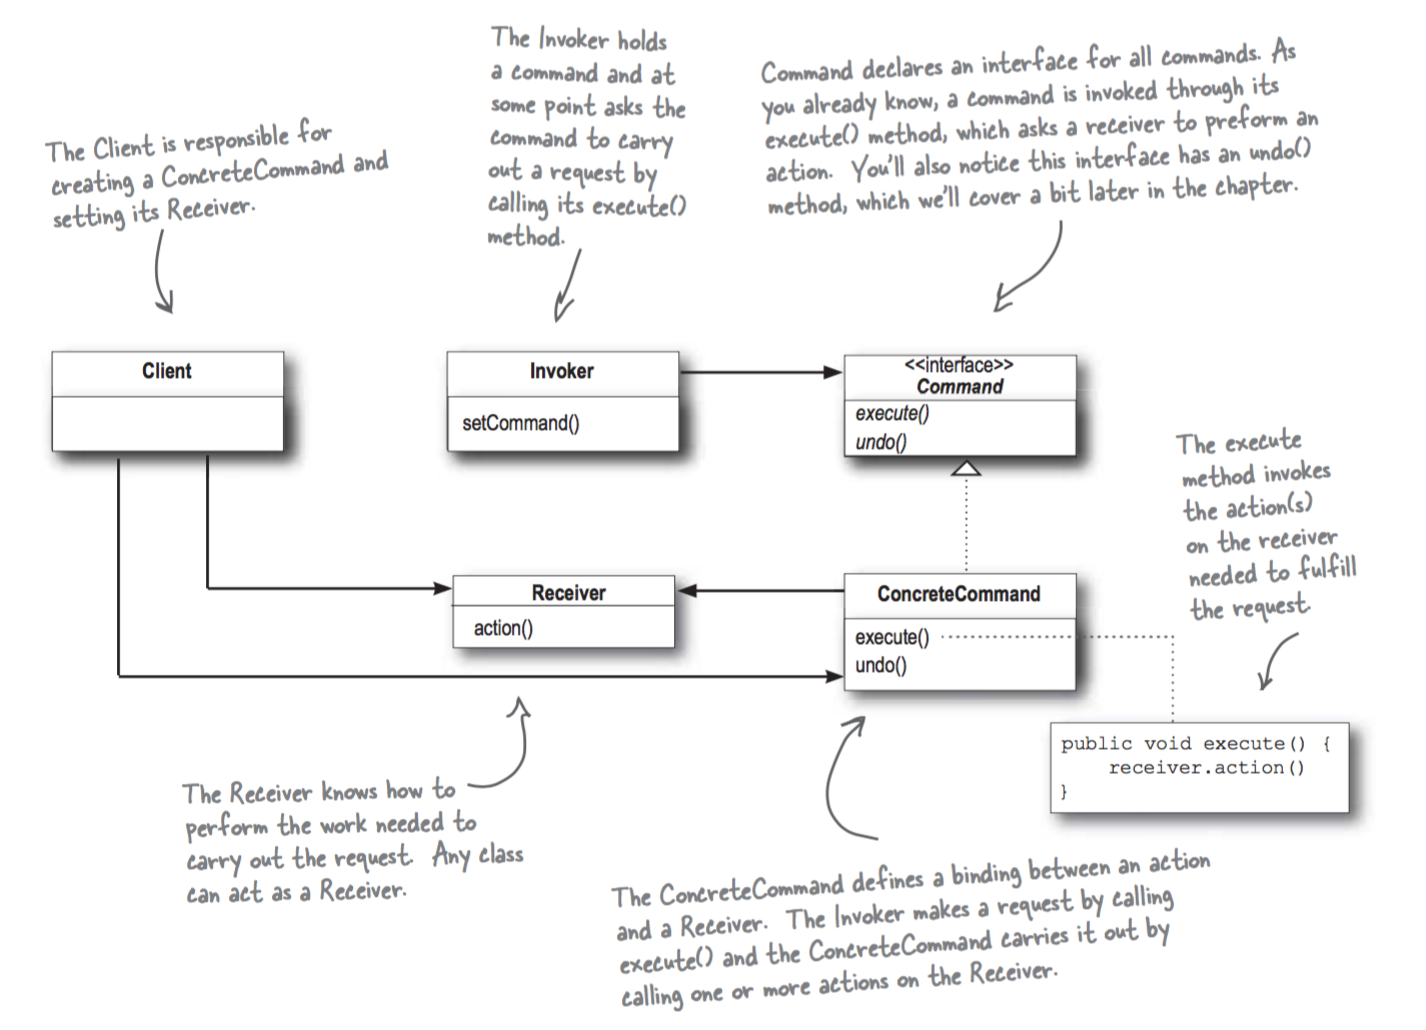 The Client is responsible for
creating a ConcreteCommand and
setting its Receiver.
The Invoker holds
a command and at
some point asks the
command to carry
out a request by
calling its execute()
method.
Command declares an interface for all commands. As
you already know, a command is invoked through its
execute() method, which asks a receiver to preform an
action. You'll also notice this interface has an undo()
method, which we'll cover a bit later in the chapter.
Client
Invoker
setCommand()
<<interface>>
Command
execute()
undo()
The execute
method invokes
the action(s)
on the receiver
needed to fulfill
the request.
Receiver
action()
ConcreteCommand
execute()
undo()
public void execute() {
receiver.action()
}
The Receiver knows how to
perform the work needed to
carry out the request. Any class
can act as a Receiver.
The ConcreteCommand defines a binding between an action
and a Receiver. The Invoker makes a request by calling
execute() and the ConcreteCommand carries it out by
calling one or more actions on the Receiver.